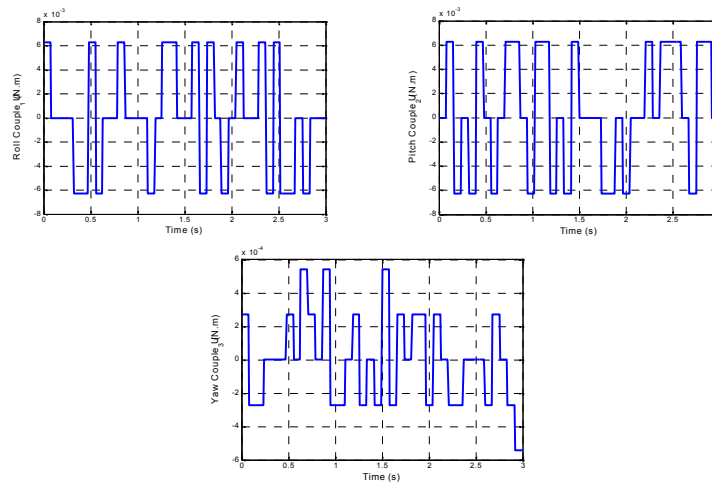 x 10⁻³
8
6
4
2
0
-2
-4
-6
-8
Roll Couple U₁(N.m)
0 0.5 1 1.5 2 2.5 3
Time (s)
x 10⁻³
8
6
4
2
0
-2
-4
-6
-8
Pitch Couple U₂(N.m)
0 0.5 1 1.5 2 2.5
Time (s)
x 10⁻⁴
6
4
2
0
-2
-4
-6
Yaw Couple U₃(N.m)
0 0.5 1 1.5 2 2.5 3
Time (s)